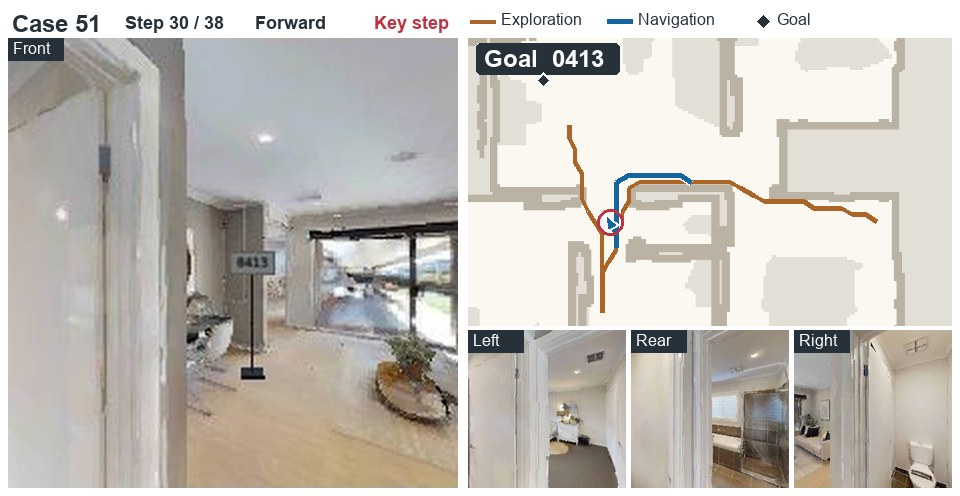 Case 51 Step 30 / 38 Forward Key step
Exploration Navigation Goal
Front
Goal 0413
0413
Left
Rear
Right